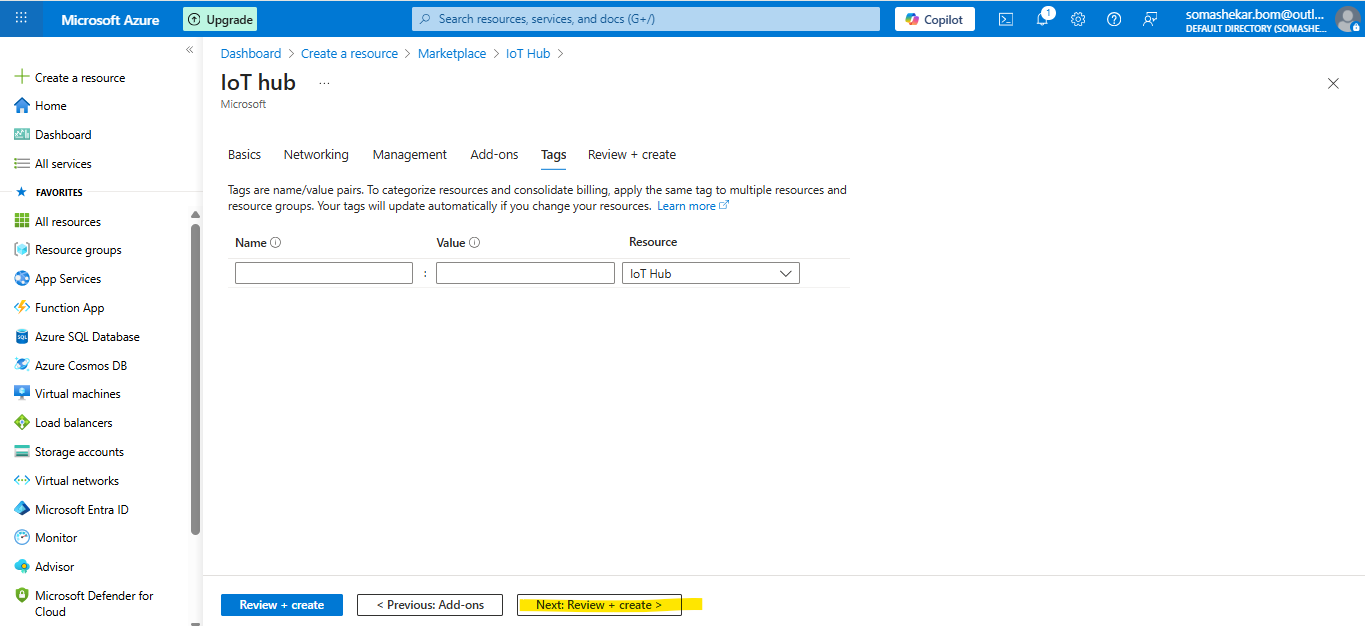 Microsoft Azure
Upgrade
Search resources, services, and docs (G+/)
Copilot
1
somashekar.bom@outl...
DEFAULT DIRECTORY (SOMASHE...
«
Create a resource
Home
Dashboard
All services
FAVORITES
All resources
Resource groups
App Services
Function App
SQL
Azure SQL Database
Azure Cosmos DB
Virtual machines
Load balancers
Storage accounts
Virtual networks
Microsoft Entra ID
Monitor
Advisor
Microsoft Defender for
Cloud
Dashboard > Create a resource > Marketplace > IoT Hub >
IoT hub ...
Microsoft
Basics Networking Management Add-ons Tags Review + create
Tags are name/value pairs. To categorize resources and consolidate billing, apply the same tag to multiple resources and
resource groups. Your tags will update automatically if you change your resources. Learn more
Name Value Resource
: IoT Hub
Review + create < Previous: Add-ons Next: Review + create >